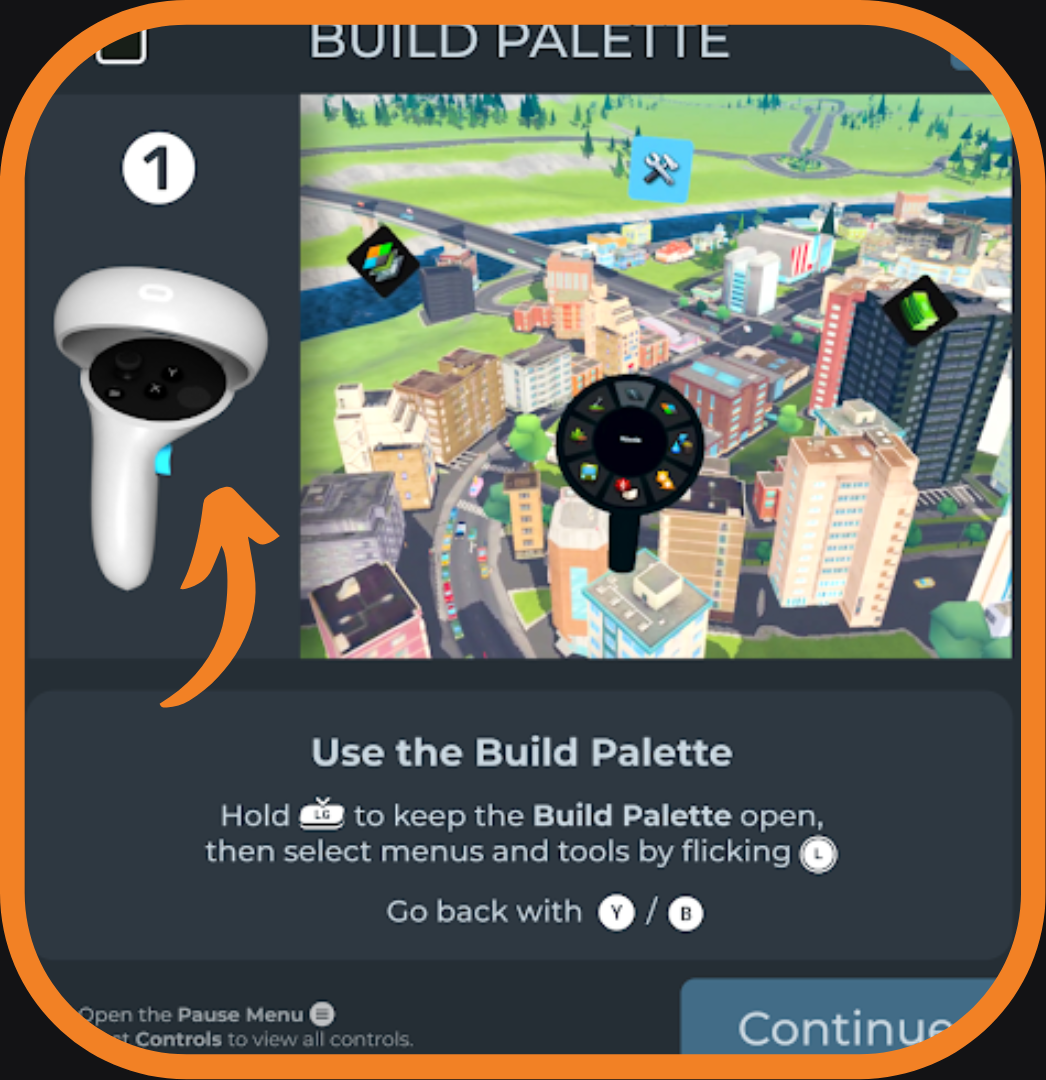 BUILD PALETTE
1
Y
X
Use the Build Palette
Hold LG to keep the Build Palette open,
then select menus and tools by flicking L
Go back with Y / B
Open the Pause Menu
Controls to view all controls.
Continue